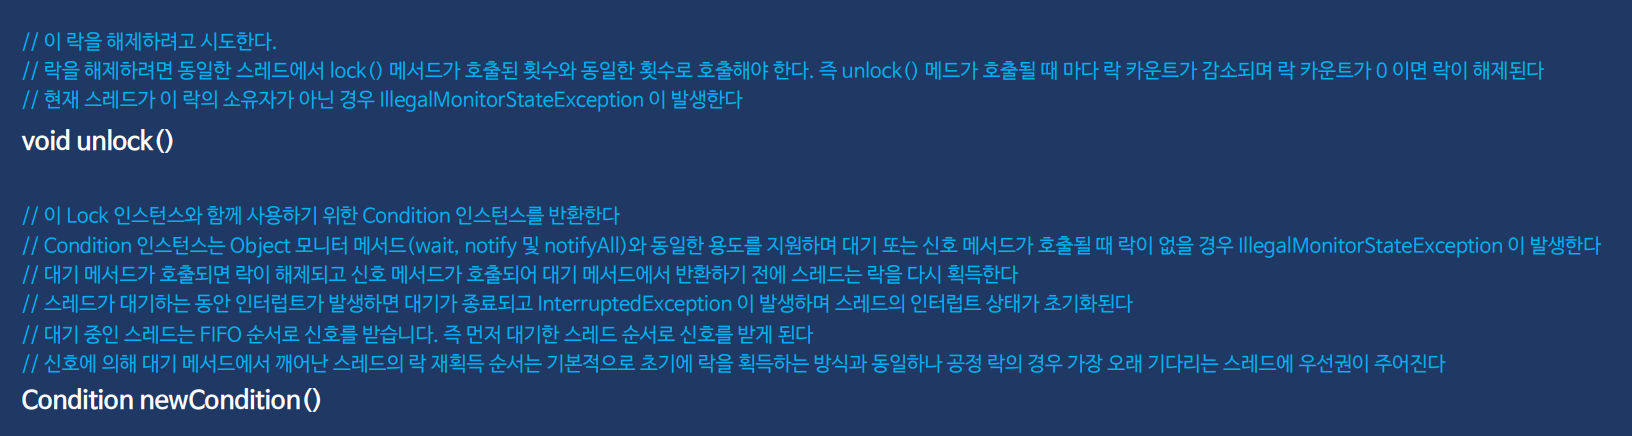 // 이 락을 해제하려고 시도한다.
// 락을 해제하려면 동일한 스레드에서 lock() 메서드가 호출된 횟수와 동일한 횟수로 호출해야 한다. 즉 unlock() 메드가 호출될 때 마다 락 카운트가 감소되며 락 카운트가 0 이면 락이 해제된다
// 현재 스레드가 이 락의 소유자가 아닌 경우 IllegalMonitorStateException 이 발생한다
void unlock()
// 이 Lock 인스턴스와 함께 사용하기 위한 Condition 인스턴스를 반환한다
// Condition 인스턴스는 Object 모니터 메서드(wait, notify 및 notifyAll)와 동일한 용도를 지원하며 대기 또는 신호 메서드가 호출될 때 락이 없을 경우 IllegalMonitorStateException 이 발생한다
// 대기 메서드가 호출되면 락이 해제되고 신호 메서드가 호출되어 대기 메서드에서 반환하기 전에 스레드는 락을 다시 획득한다
// 스레드가 대기하는 동안 인터럽트가 발생하면 대기가 종료되고 InterruptedException 이 발생하며 스레드의 인터럽트 상태가 초기화된다
// 대기 중인 스레드는 FIFO 순서로 신호를 받습니다. 즉 먼저 대기한 스레드 순서로 신호를 받게 된다
// 신호에 의해 대기 메서드에서 깨어난 스레드의 락 재획득 순서는 기본적으로 초기에 락을 획득하는 방식과 동일하나 공정 락의 경우 가장 오래 기다리는 스레드에 우선권이 주어진다
Condition newCondition()